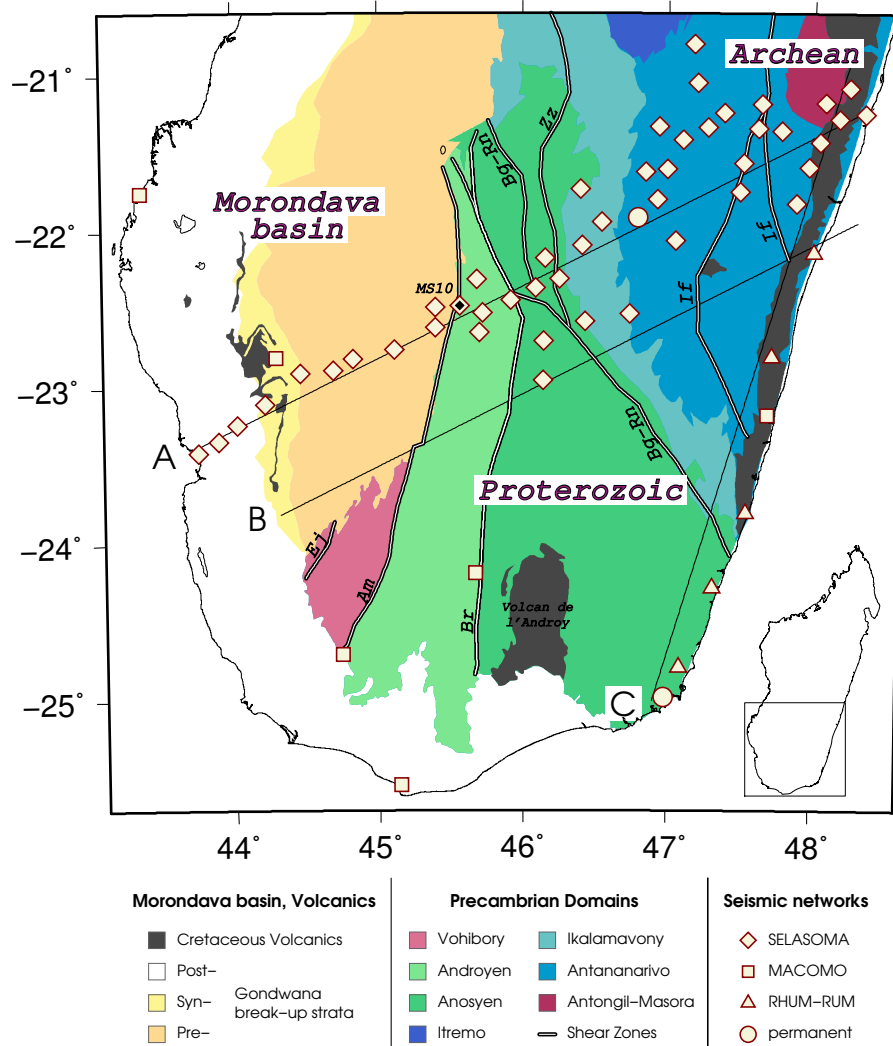 Archean
−21°
Zz
Bg−Rn
Morondava
basin
−22°
If
If
MS10
−23°
A
Bg−Rn
Proterozoic
B
Ej
−24°
Am
Br
Volcan de
l'Androy
−25°
C
44° 45° 46° 47° 48°
Morondava basin, Volcanics
Cretaceous Volcanics
Post−
Syn−
Gondwana
break−up strata
Pre−
Precambrian Domains
Vohibory
Ikalamavony
Androyen
Antananarivo
Anosyen
Antongil−Masora
Itremo
Shear Zones
Seismic networks
SELASOMA
MACOMO
RHUM−RUM
permanent